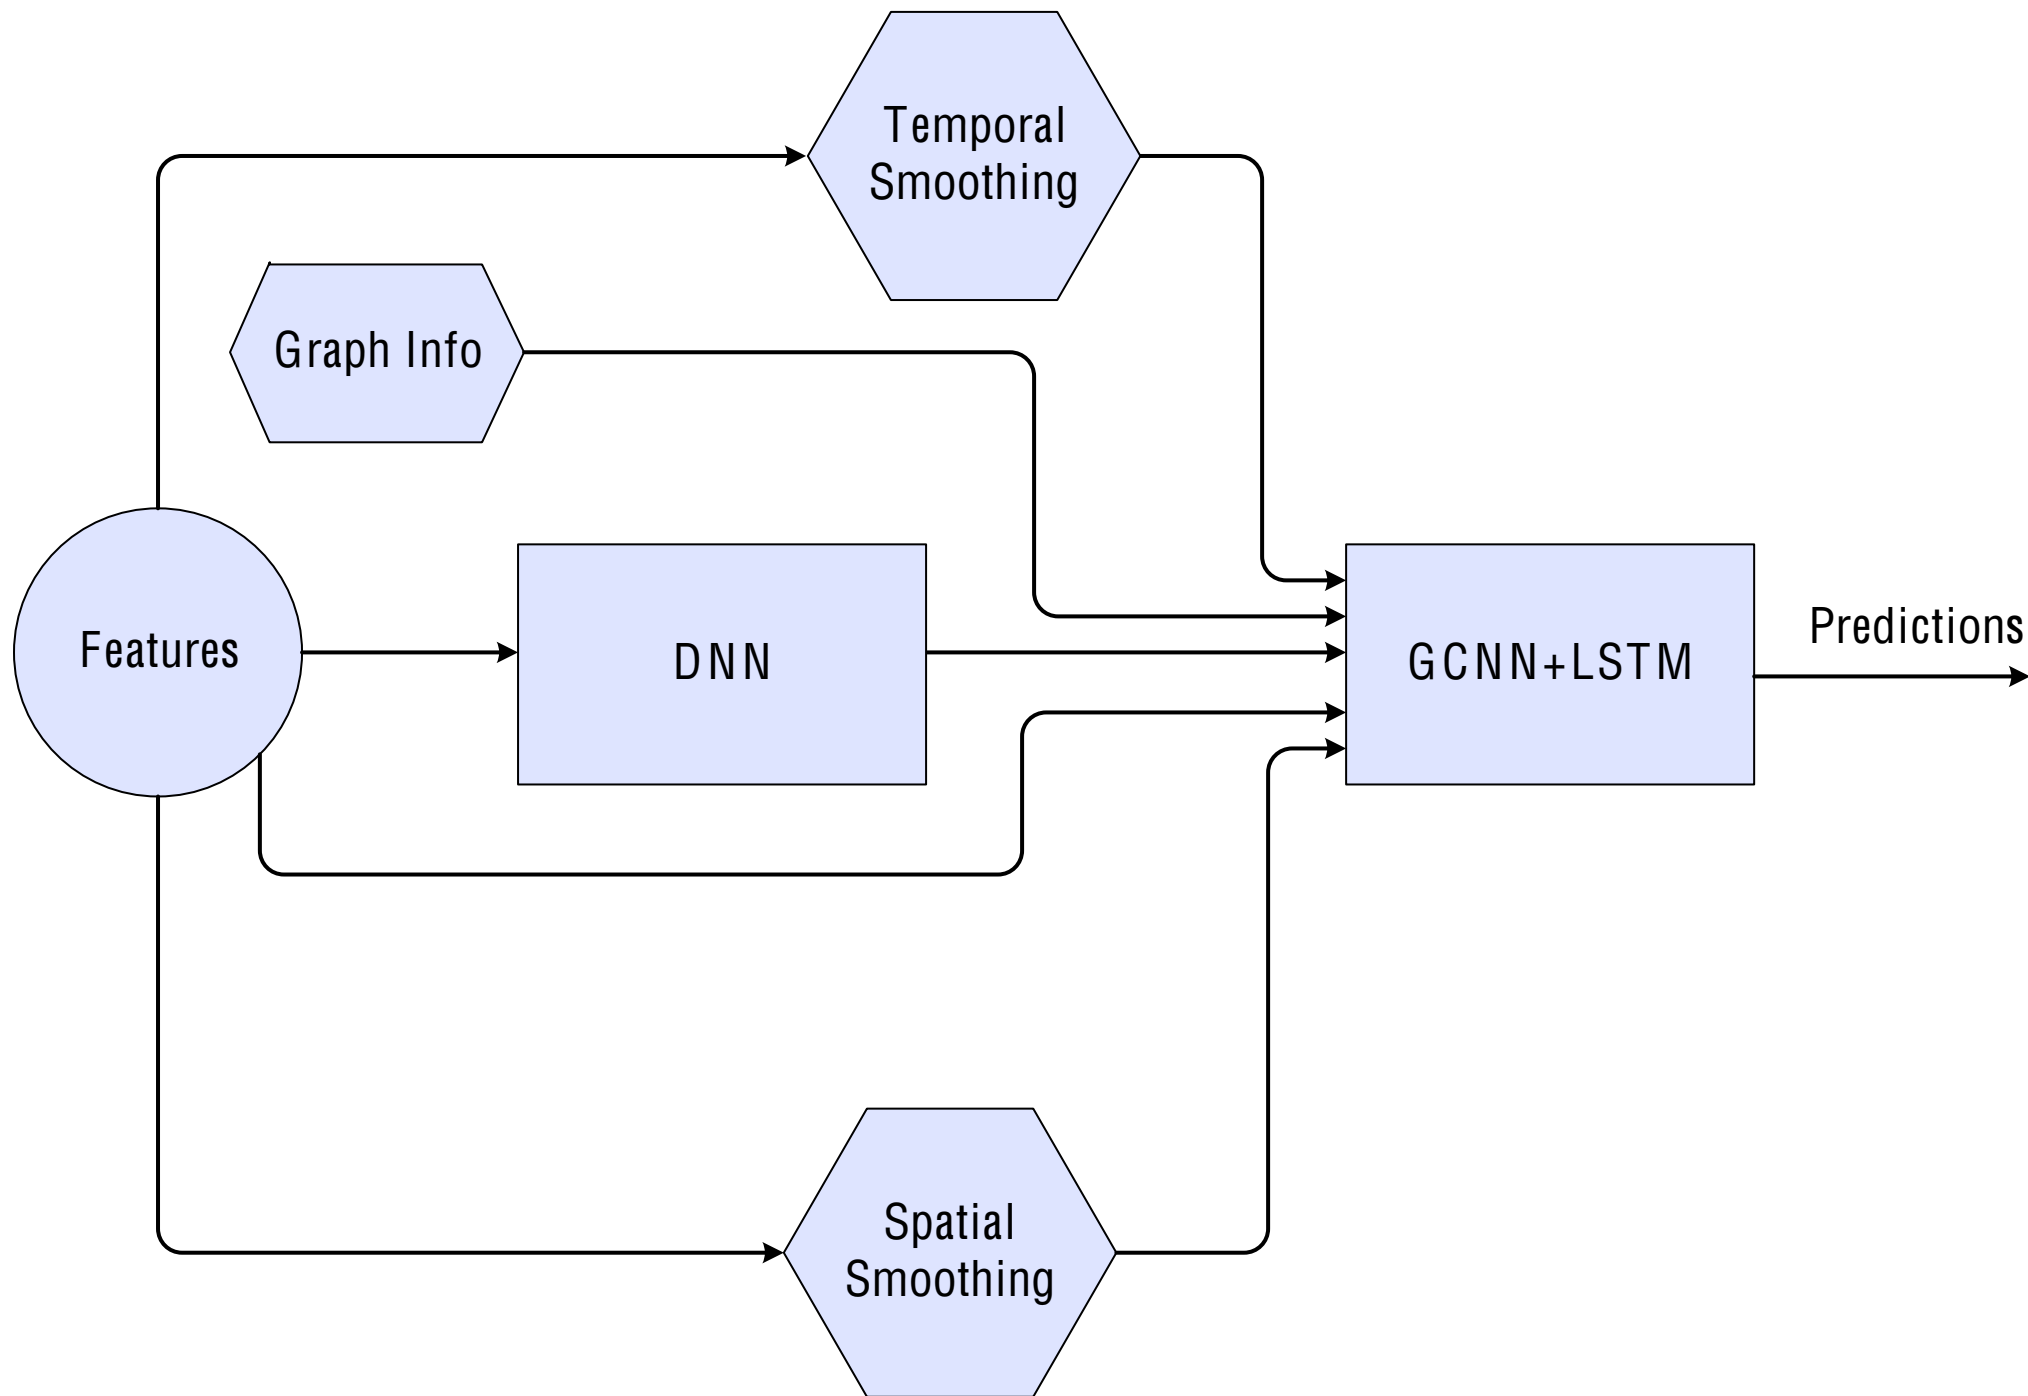 Temporal
Smoothing
Graph Info
Features
DNN
GCNN+LSTM
Predictions
Spatial
Smoothing